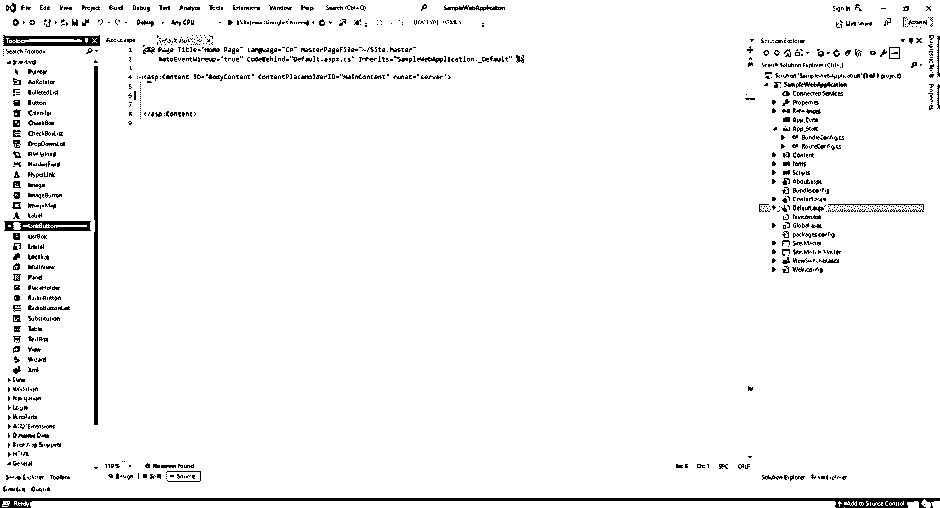 File Edit View Project Build Debug Test Analyze Tools Extensions Window Help Search (Ctrl+Q) SampleWebApplication Sign in
Debug Any CPU Live Share
Toolbox
Search Toolbox
Standard
Pointer
AdRotator
BulletedList
Button
Calendar
CheckBox
CheckBoxList
DropDownList
HiddenField
HyperLink
Image
ImageButton
ImageMap
Label
LinkButton
ListBox
Literal
Localize
MultiView
Panel
PlaceHolder
RadioButton
RadioButtonList
Substitution
Table
TextBox
View
Wizard
Xml
Data
Validation
Navigation
Login
WebParts
AJAX Extensions
Dynamic Data
HTML
General
Server Explorer Toolbox
Error List Output
Ready
1 <%@ Page Title="Home Page" Language="C#" MasterPageFile="~/Site.Master"
2 AutoEventWireup="true" CodeBehind="Default.aspx.cs" Inherits="SampleWebApplication._Default" %>
3
4 <asp:Content ID="BodyContent" ContentPlaceHolderID="MainContent" runat="server">
5
6
7
8 </asp:Content>
9
110% No issues found Ln: 6 Ch: 1 SPC CRLF
Design Split Source
Solution Explorer
Search Solution Explorer (Ctrl+;)
Solution 'SampleWebApplication' (1 of 1 project)
SampleWebApplication
Connected Services
Properties
References
App_Data
App_Start
BundleConfig.cs
RouteConfig.cs
Content
fonts
Scripts
About.aspx
Bundle.config
Contact.aspx
Default.aspx
favicon.ico
Global.asax
packages.config
Site.Master
Site.Mobile.Master
ViewSwitcher.ascx
Web.config
Solution Explorer Team Explorer
Diagnostic Tools
Properties
Add to Source Control